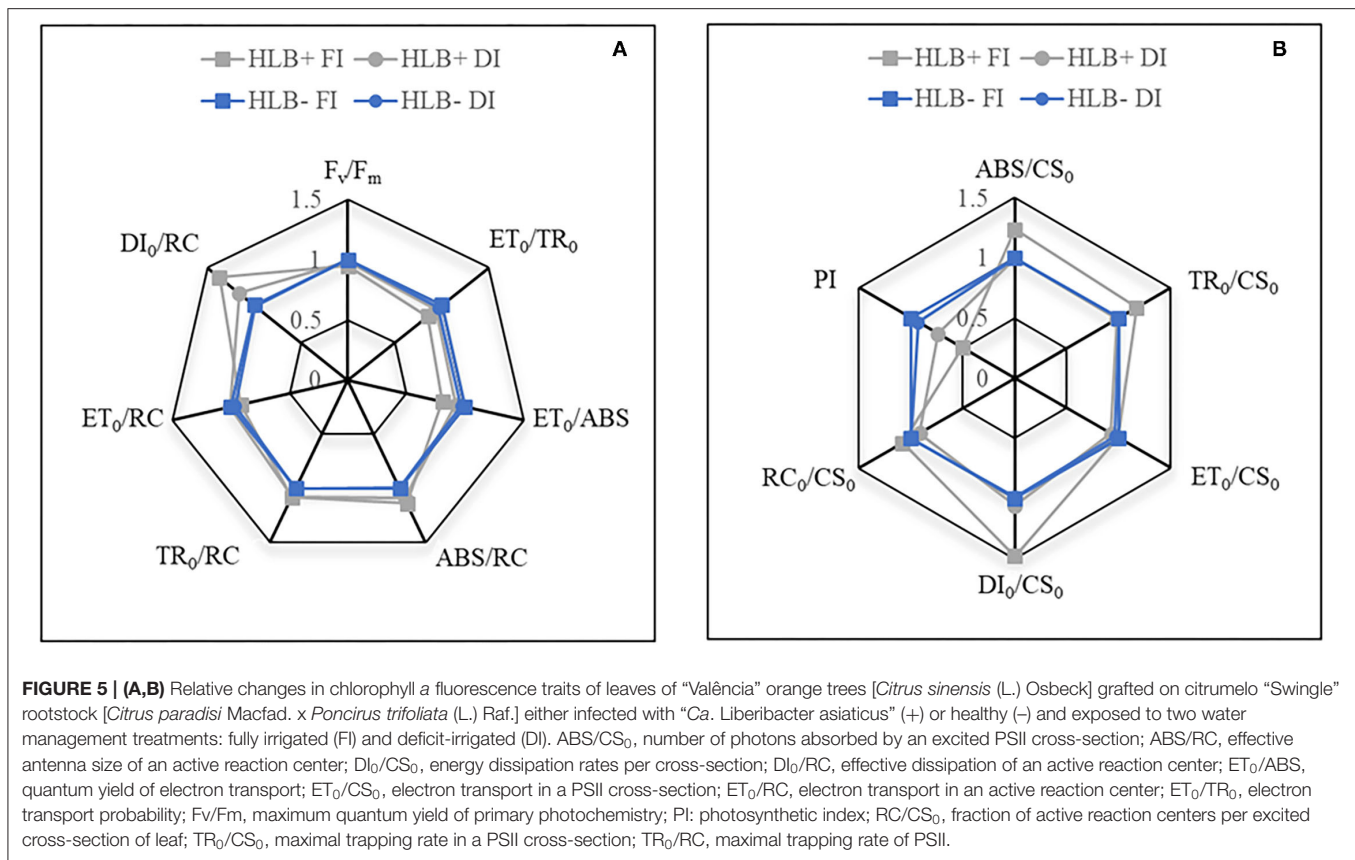 A
HLB+ FI HLB+ DI
HLB- FI HLB- DI
Fv/Fm
1.5
1
0.5
0
ET0/TR0
ET0/ABS
ABS/RC
TR0/RC
ET0/RC
DI0/RC
B
HLB+ FI HLB+ DI
HLB- FI HLB- DI
ABS/CS0
1.5
1
0.5
0
TR0/CS0
ET0/CS0
DI0/CS0
RC0/CS0
PI
FIGURE 5 | (A,B) Relative changes in chlorophyll a fluorescence traits of leaves of “Valência” orange trees [Citrus sinensis (L.) Osbeck] grafted on citrumelo “Swingle”
rootstock [Citrus paradisi Macfad. x Poncirus trifoliata (L.) Raf.] either infected with “Ca. Liberibacter asiaticus” (+) or healthy (–) and exposed to two water
management treatments: fully irrigated (FI) and deficit-irrigated (DI). ABS/CS0, number of photons absorbed by an excited PSII cross-section; ABS/RC, effective
antenna size of an active reaction center; DI0/CS0, energy dissipation rates per cross-section; DI0/RC, effective dissipation of an active reaction center; ET0/ABS,
quantum yield of electron transport; ET0/CS0, electron transport in a PSII cross-section; ET0/RC, electron transport in an active reaction center; ET0/TR0, electron
transport probability; Fv/Fm, maximum quantum yield of primary photochemistry; PI: photosynthetic index; RC/CS0, fraction of active reaction centers per excited
cross-section of leaf; TR0/CS0, maximal trapping rate in a PSII cross-section; TR0/RC, maximal trapping rate of PSII.